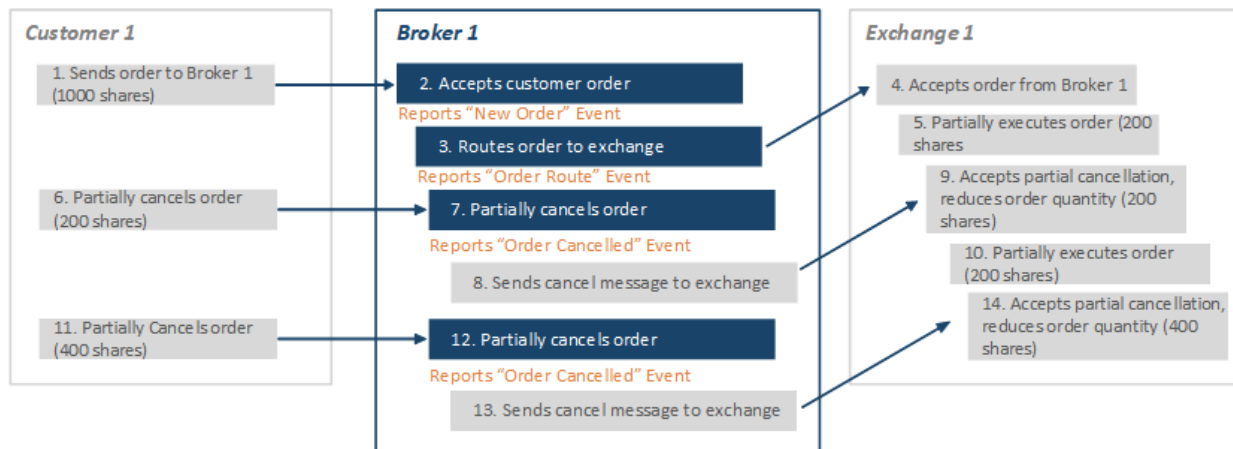 Customer 1
1. Sends order to Broker 1
(1000 shares)
6. Partially cancels order
(200 shares)
11. Partially Cancels order
(400 shares)
Broker 1
2. Accepts customer order
Reports “New Order” Event
3. Routes order to exchange
Reports “Order Route” Event
7. Partially cancels order
Reports “Order Cancelled” Event
8. Sends cancel message to exchange
12. Partially cancels order
Reports “Order Cancelled” Event
13. Sends cancel message to exchange
Exchange 1
4. Accepts order from Broker 1
5. Partially executes order (200
shares
9. Accepts partial cancellation,
reduces order quantity (200
shares)
10. Partially executes order
(200 shares)
14. Accepts partial cancellation,
reduces order quantity (400
shares)